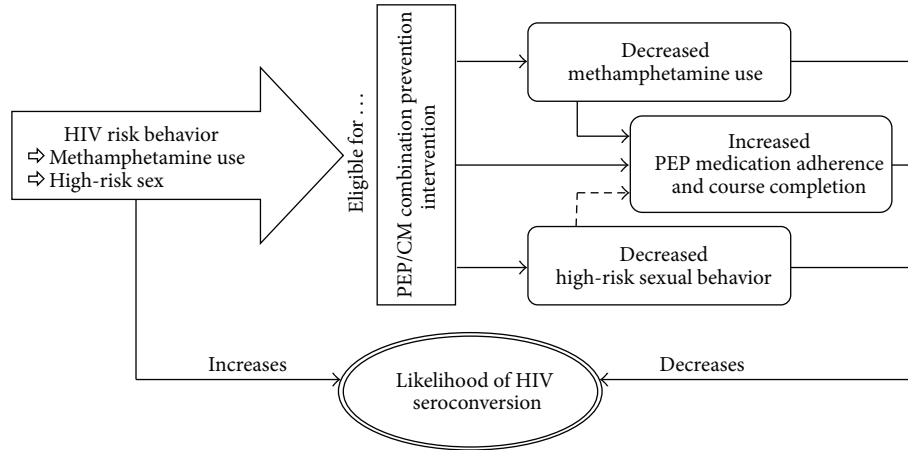 HIV risk behavior
⇨ Methamphetamine use
⇨ High-risk sex
Eligible for …
PEP/CM combination prevention
intervention
Decreased
methamphetamine use
Increased
PEP medication adherence
and course completion
Decreased
high-risk sexual behavior
Increases
Likelihood of HIV
seroconversion
Decreases